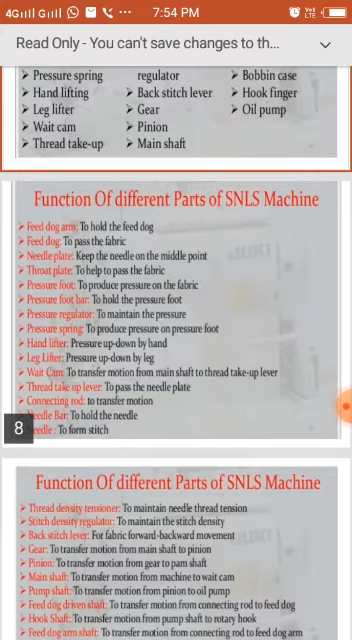 4G 7:54 PM
Read Only - You can't save changes to th...
➢ Pressure spring
➢ Hand lifting
➢ Leg lifter
➢ Wait cam
➢ Thread take-up
regulator
➢ Back stitch lever
➢ Gear
➢ Pinion
➢ Main shaft
➢ Bobbin case
➢ Hook finger
➢ Oil pump
Function Of different Parts of SNLS Machine
➢ Feed dog arm: To hold the feed dog
➢ Feed dog: To pass the fabric
➢ Needle plate: Keep the needle on the middle point
➢ Throat plate: To help to pass the fabric
➢ Pressure foot: To produce pressure on the fabric
➢ Pressure foot bar: To hold the pressure foot
➢ Pressure regulator: To maintain the pressure
➢ Pressure spring: To produce pressure on pressure foot
➢ Hand lifter: Pressure up-down by hand
➢ Leg Lifter: Pressure up-down by leg
➢ Wait Cam: To transfer motion from main shaft to thread take-up lever
➢ Thread take up lever: To pass the needle plate
➢ Connecting rod: to transfer motion
➢ Needle Bar: To hold the needle
eedle : To form stitch
8
Function Of different Parts of SNLS Machine
➢ Thread density tensioner: To maintain needle thread tension
➢ Stitch density regulator: To maintain the stitch density
➢ Back stitch lever: For fabric forward-backward movement
➢ Gear: To transfer motion from main shaft to pinion
➢ Pinion: To transfer motion from gear to pam shaft
➢ Main shaft: To transfer motion from machine to wait cam
➢ Pump shaft: To transfer motion from pinion to oil pump
➢ Feed dog driven shaft: To transfer motion from connecting rod to feed dog
➢ Hook Shaft: To transfer motion from pump shaft to rotary hook
➢ Feed dog arm shaft: To transfer motion from connecting rod to feed dog arm